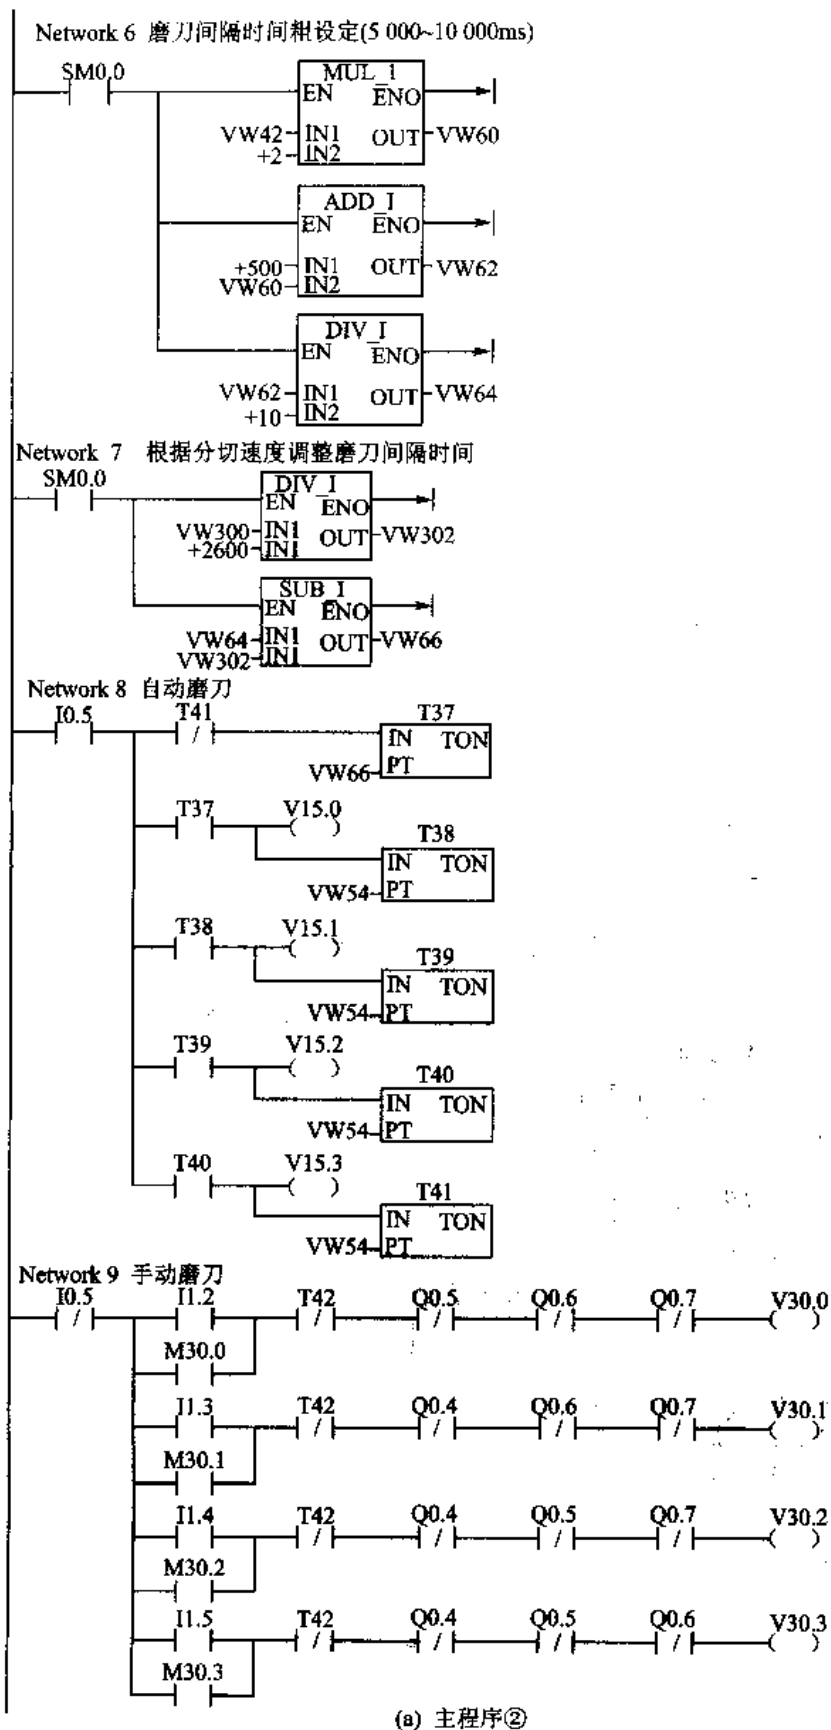 Network 6 磨刀间隔时间粗设定(5 000~10 000ms)
SM0.0
MUL_I
EN ENO
VW42 IN1 OUT VW60
+2 IN2
ADD_I
EN ENO
+500 IN1 OUT VW62
VW60 IN2
DIV_I
EN ENO
VW62 IN1 OUT VW64
+10 IN2
Network 7 根据分切速度调整磨刀间隔时间
SM0.0
DIV_I
EN ENO
VW300 IN1 OUT VW302
+2600 IN1
SUB_I
EN ENO
VW64 IN1 OUT VW66
VW302 IN1
Network 8 自动磨刀
I0.5 T41 T37
IN TON
VW66 PT
T37 V15.0
T38
IN TON
VW54 PT
T38 V15.1
T39
IN TON
VW54 PT
T39 V15.2
T40
IN TON
VW54 PT
T40 V15.3
T41
IN TON
VW54 PT
Network 9 手动磨刀
I0.5 I1.2 T42 Q0.5 Q0.6 Q0.7 V30.0
M30.0
I1.3 T42 Q0.4 Q0.6 Q0.7 V30.1
M30.1
I1.4 T42 Q0.4 Q0.5 Q0.7 V30.2
M30.2
I1.5 T42 Q0.4 Q0.5 Q0.6 V30.3
M30.3
(a) 主程序②